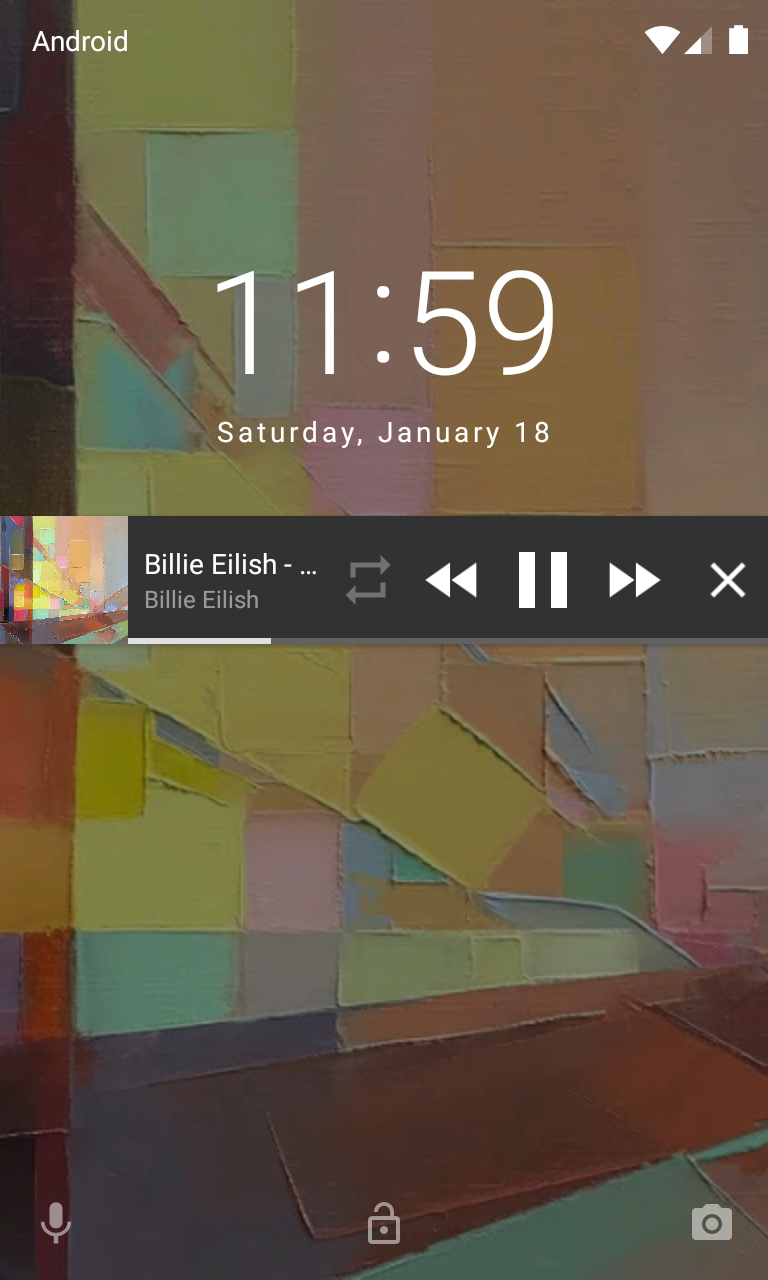 Android
11:59
Saturday, January 18
Billie Eilish - ...
Billie Eilish